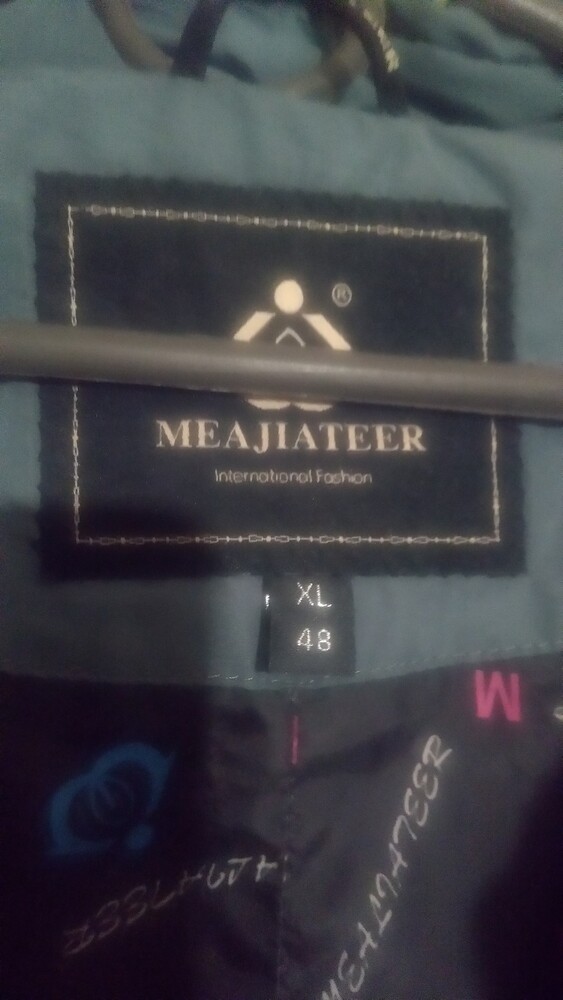 ®
MEAJIATEER
International Fashion
XL
48
M
MEAJIATEER